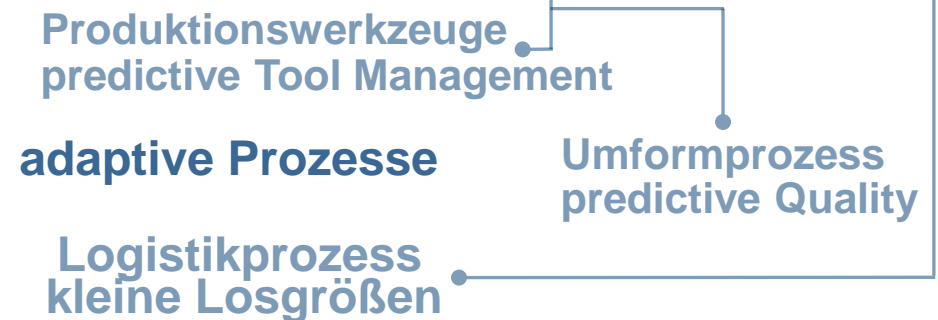 Produktionswerkzeuge
predictive Tool Management
adaptive Prozesse
Umformprozess
predictive Quality
Logistikprozess
kleine Losgrößen